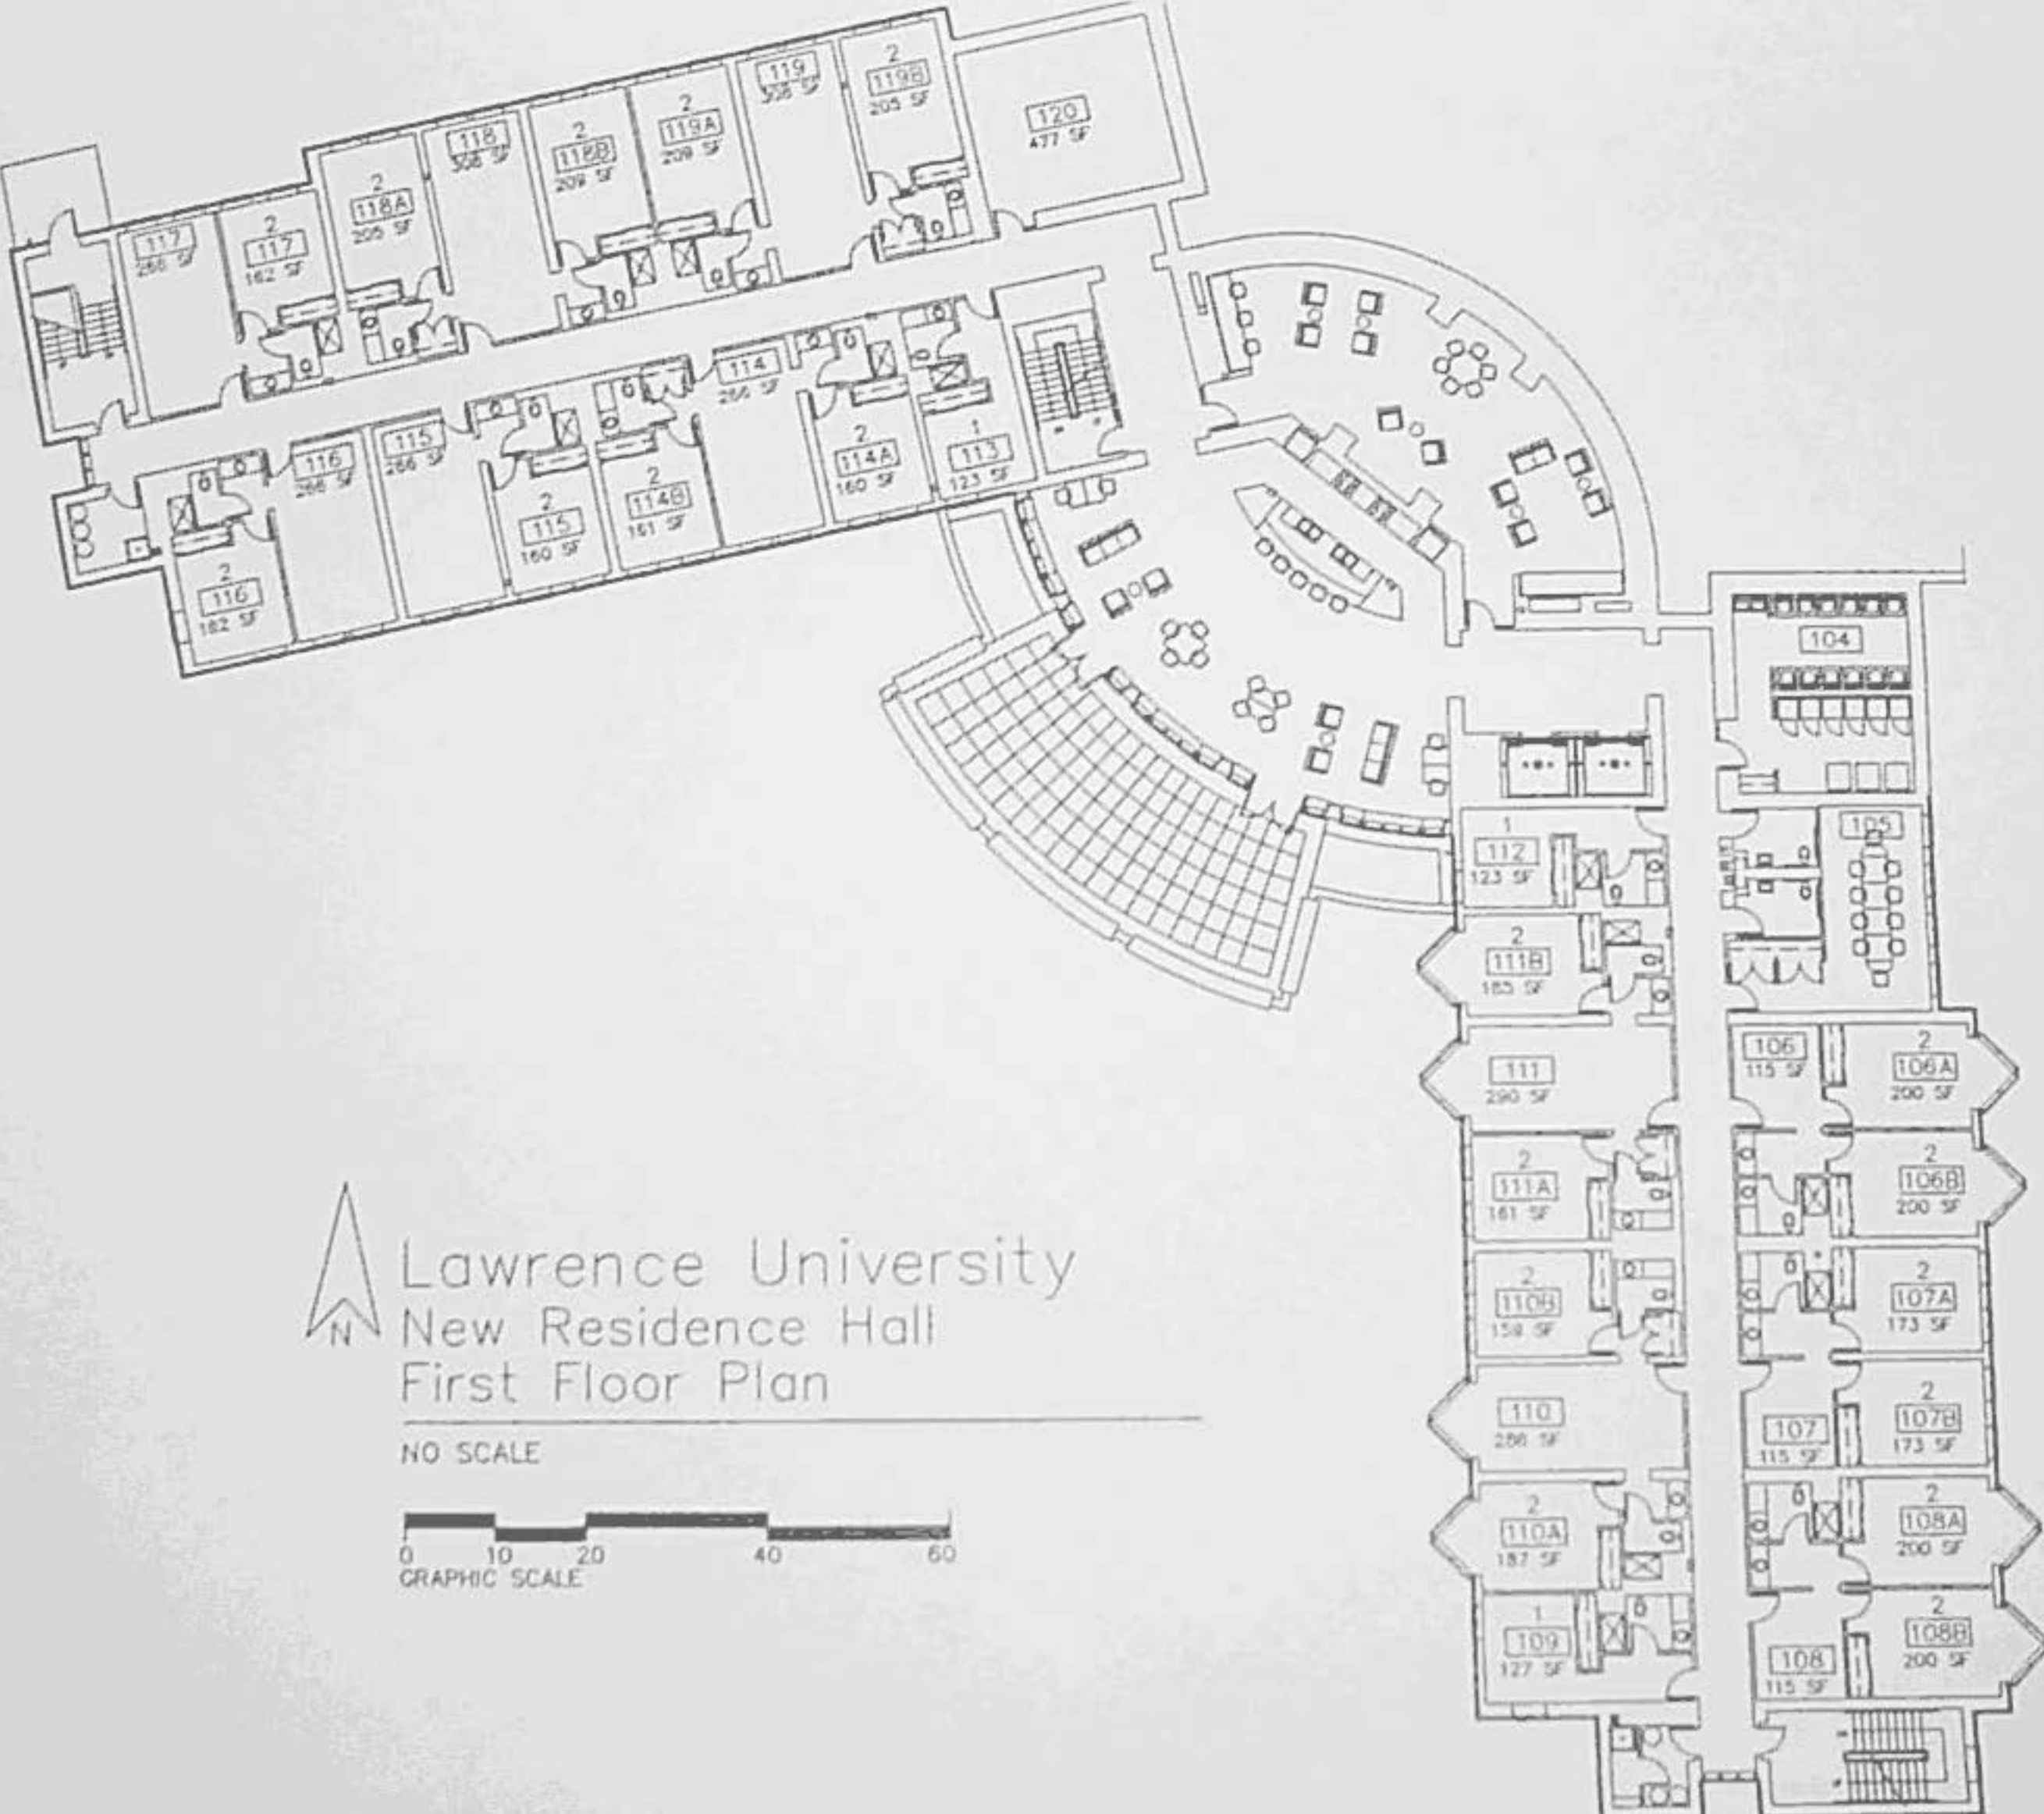 2
119B
205 SF
119
308 SF
2
119A
209 SF
120
477 SF
118
308 SF
2
118B
209 SF
2
118A
205 SF
2
117
162 SF
117
266 SF
114
266 SF
115
266 SF
116
266 SF
2
114A
160 SF
1
113
123 SF
2
114B
161 SF
2
115
160 SF
2
116
162 SF
104
105
1
112
123 SF
2
111B
185 SF
111
290 SF
106
115 SF
2
106A
200 SF
2
111A
161 SF
2
106B
200 SF
2
110B
159 SF
2
107A
173 SF
110
286 SF
107
115 SF
2
107B
173 SF
2
110A
187 SF
2
108A
200 SF
1
109
127 SF
108
115 SF
2
108B
200 SF
N
Lawrence University
New Residence Hall
First Floor Plan
NO SCALE
0 10 20 40 60
GRAPHIC SCALE